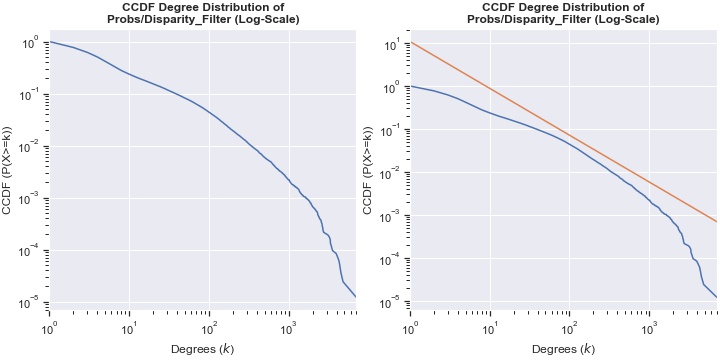 CCDF Degree Distribution of
Probs/Disparity_Filter (Log-Scale)
CCDF (P(X>=k))
10⁰
10⁻¹
10⁻²
10⁻³
10⁻⁴
10⁻⁵
10⁰ 10¹ 10² 10³
Degrees (k)
CCDF Degree Distribution of
Probs/Disparity_Filter (Log-Scale)
CCDF (P(X>=k))
10¹
10⁰
10⁻¹
10⁻²
10⁻³
10⁻⁴
10⁻⁵
10⁰ 10¹ 10² 10³
Degrees (k)